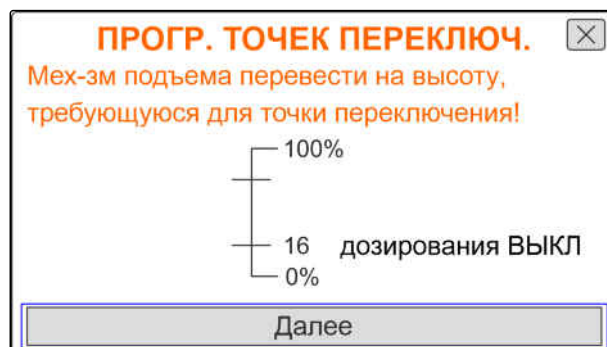 ПРОГР. ТОЧЕК ПЕРЕКЛЮЧ.
Мех-зм подъема перевести на высоту,
требующуюся для точки переключения!
100%
16 дозирования ВЫКЛ
0%
Далее